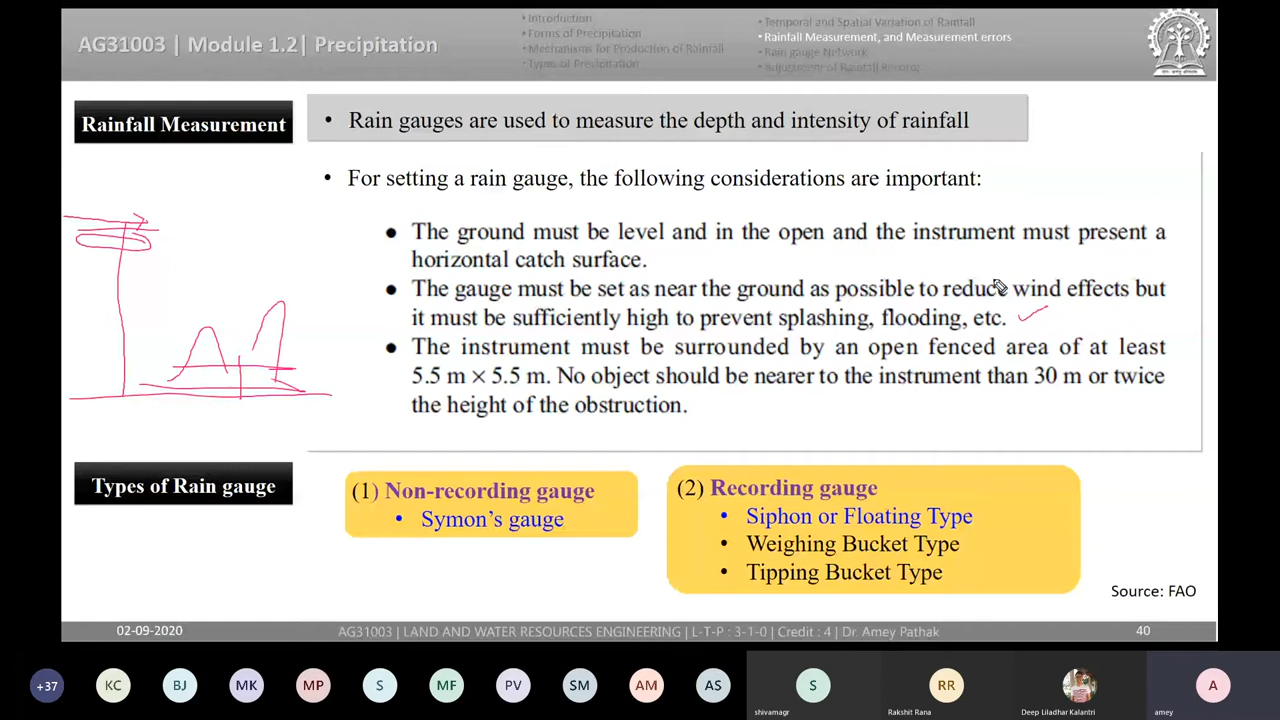 AG31003 | Module 1.2| Precipitation
• Introduction
• Forms of Precipitation
• Mechanisms for Production of Rainfall
• Types of Precipitation
• Temporal and Spatial Variation of Rainfall
• Rainfall Measurement, and Measurement errors
• Rain gauge Network
• Adjustment of Rainfall Record
Rainfall Measurement
• Rain gauges are used to measure the depth and intensity of rainfall
• For setting a rain gauge, the following considerations are important:
● The ground must be level and in the open and the instrument must present a
horizontal catch surface.
● The gauge must be set as near the ground as possible to reduce wind effects but
it must be sufficiently high to prevent splashing, flooding, etc.
● The instrument must be surrounded by an open fenced area of at least
5.5 m × 5.5 m. No object should be nearer to the instrument than 30 m or twice
the height of the obstruction.
Types of Rain gauge
(1) Non-recording gauge
• Symon's gauge
(2) Recording gauge
• Siphon or Floating Type
• Weighing Bucket Type
• Tipping Bucket Type
Source: FAO
02-09-2020
AG31003 | LAND AND WATER RESOURCES ENGINEERING | L-T-P : 3-1-0 | Credit : 4 | Dr. Amey Pathak
40
+37
KC
BJ
MK
MP
S
MF
PV
SM
AM
AS
S
RR
A
shivamagr
Rakshit Rana
Deep Liladhar Kalantri
amey